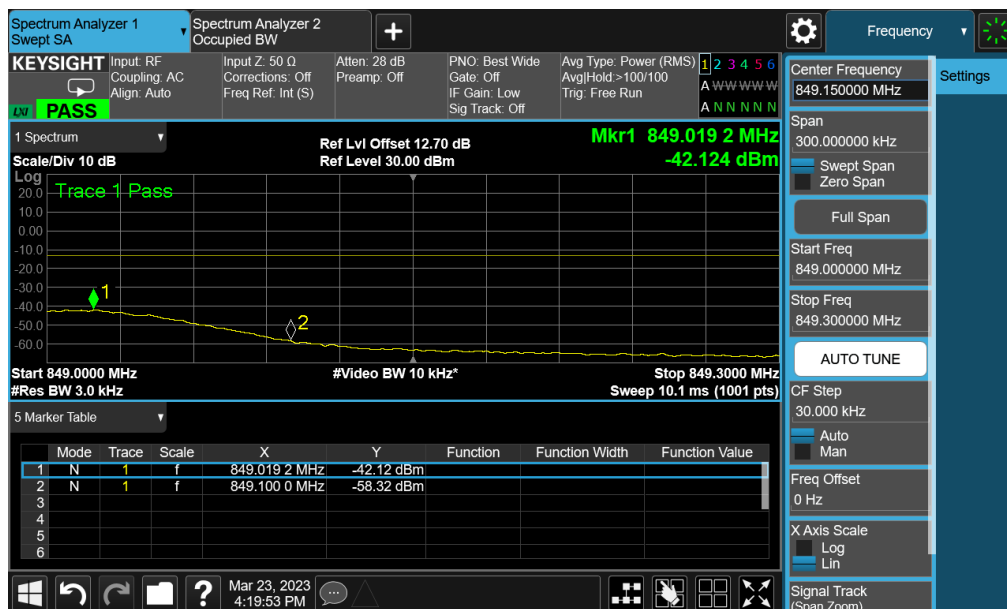 Spectrum Analyzer 1
Swept SA
Spectrum Analyzer 2
Occupied BW
+
Frequency
KEYSIGHT
LXI
PASS
Input: RF
Coupling: AC
Align: Auto
Input Z: 50 Ω
Corrections: Off
Freq Ref: Int (S)
Atten: 28 dB
Preamp: Off
PNO: Best Wide
Gate: Off
IF Gain: Low
Sig Track: Off
Avg Type: Power (RMS)
Avg|Hold:>100/100
Trig: Free Run
1 2 3 4 5 6
A W W W W W
A N N N N N
1 Spectrum
Scale/Div 10 dB
Ref Lvl Offset 12.70 dB
Ref Level 30.00 dBm
Mkr1 849.019 2 MHz
-42.124 dBm
Log
Trace 1 Pass
20.0
10.0
0.00
-10.0
-20.0
-30.0
-40.0
-50.0
-60.0
1
2
Start 849.0000 MHz
#Res BW 3.0 kHz
#Video BW 10 kHz*
Stop 849.3000 MHz
Sweep 10.1 ms (1001 pts)
5 Marker Table
Mode Trace Scale X Y Function Function Width Function Value
1 N 1 f 849.019 2 MHz -42.12 dBm
2 N 1 f 849.100 0 MHz -58.32 dBm
3
4
5
6
Center Frequency
849.150000 MHz
Settings
Span
300.000000 kHz
Swept Span
Zero Span
Full Span
Start Freq
849.000000 MHz
Stop Freq
849.300000 MHz
AUTO TUNE
CF Step
30.000 kHz
Auto
Man
Freq Offset
0 Hz
X Axis Scale
Log
Lin
Signal Track
(Span Zoom)
?
Mar 23, 2023
4:19:53 PM